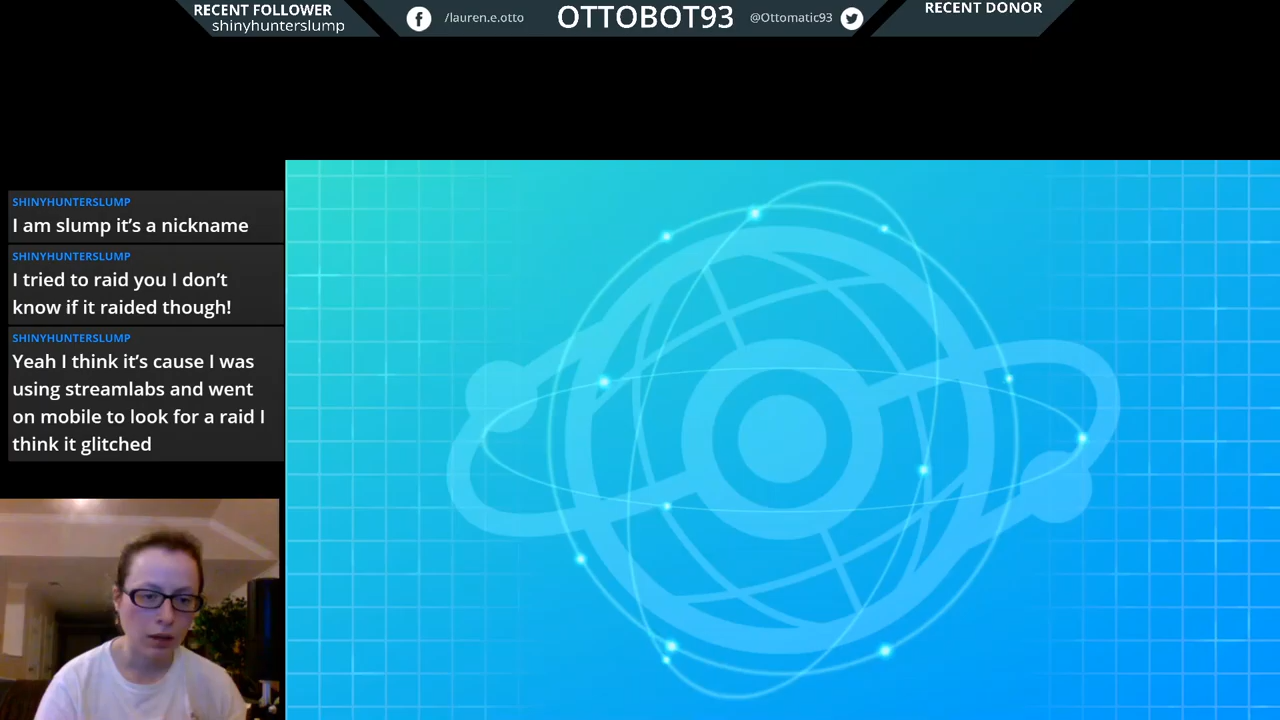 RECENT FOLLOWER
shinyhunterslump
/lauren.e.otto
OTTOBOT93
@Ottomatic93
RECENT DONOR
SHINYHUNTERSLUMP
I am slump it’s a nickname
SHINYHUNTERSLUMP
I tried to raid you I don’t
know if it raided though!
SHINYHUNTERSLUMP
Yeah I think it’s cause I was
using streamlabs and went
on mobile to look for a raid I
think it glitched